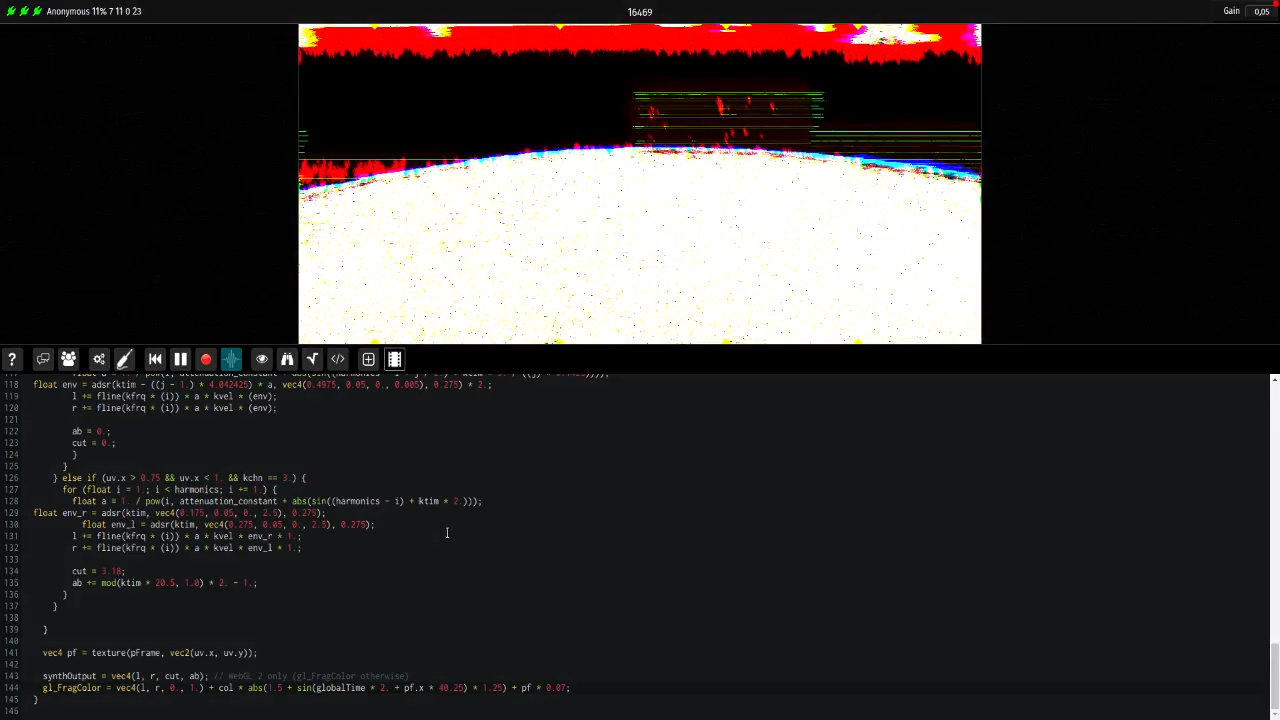 Anonymous 11% 7 11 0 23
16469
Gain 0,05
118 float env = adsr(ktim - ((j - 1.) * 4.042425) * a, vec4(0.4975, 0.05, 0., 0.005), 0.275) * 2.;
119 l += fline(kfrq * (i)) * a * kvel * (env);
120 r += fline(kfrq * (i)) * a * kvel * (env);
121
122 ab = 0.;
123 cut = 0.;
124 }
125 }
126 } else if (uv.x > 0.75 && uv.x < 1. && kchn == 3.) {
127 for (float i = 1.; i < harmonics; i += 1.) {
128 float a = 1. / pow(i, attenuation_constant + abs(sin((harmonics - i) + ktim * 2.)));
129 float env_r = adsr(ktim, vec4(0.175, 0.05, 0., 2.5), 0.275);
130 float env_l = adsr(ktim, vec4(0.275, 0.05, 0., 2.5), 0.275);
131 l += fline(kfrq * (i)) * a * kvel * env_r * 1.;
132 r += fline(kfrq * (i)) * a * kvel * env_l * 1.;
133
134 cut = 3.18;
135 ab += mod(ktim * 20.5, 1.0) * 2. - 1.;
136 }
137 }
138
139 }
140
141 vec4 pf = texture(pFrame, vec2(uv.x, uv.y));
142
143 synthOutput = vec4(l, r, cut, ab); // WebGL 2 only (gl_FragColor otherwise)
144 gl_FragColor = vec4(l, r, 0., 1.) + col * abs(1.5 + sin(globalTime * 2. + pf.x * 40.25) * 1.25) + pf * 0.07;
145 }
146